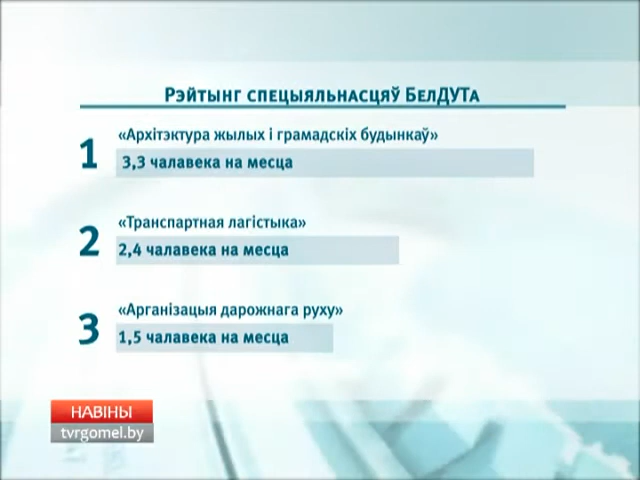 Рэйтынг спецыяльнасцяў БелДУТа
1 «Архітэктура жылых і грамадскіх будынкаў»
3,3 чалавека на месца
2 «Транспартная лагістыка»
2,4 чалавека на месца
3 «Арганізацыя дарожнага руху»
1,5 чалавека на месца
НАВІНЫ
tvrgomel.by